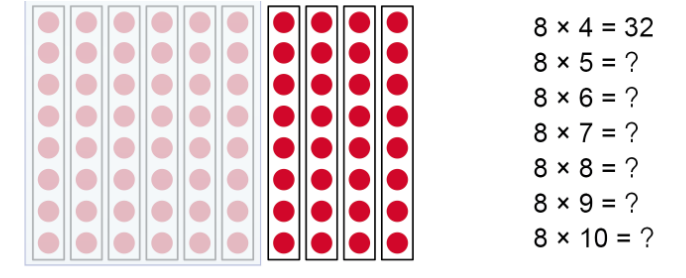 8 × 4 = 32
8 × 5 = ?
8 × 6 = ?
8 × 7 = ?
8 × 8 = ?
8 × 9 = ?
8 × 10 = ?